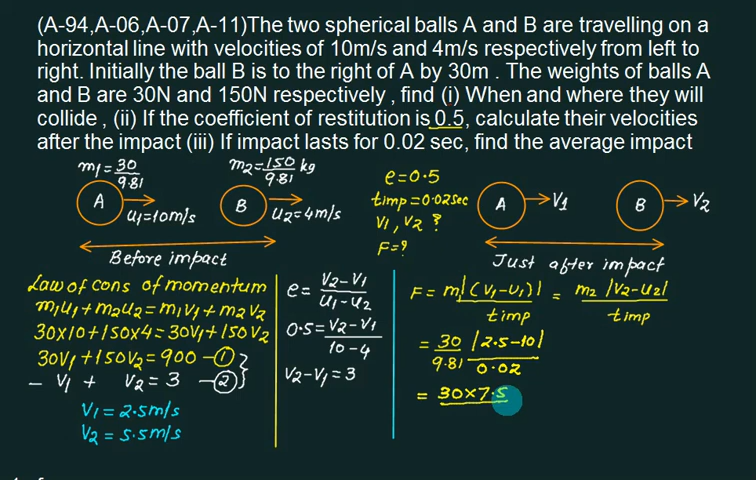 (A-94,A-06,A-07,A-11)The two spherical balls A and B are travelling on a
horizontal line with velocities of 10m/s and 4m/s respectively from left to
right. Initially the ball B is to the right of A by 30m . The weights of balls A
and B are 30N and 150N respectively , find (i) When and where they will
collide , (ii) If the coefficient of restitution is 0.5, calculate their velocities
after the impact (iii) If impact lasts for 0.02 sec, find the average impact
m1=30/9.81
m2=150/9.81 kg
A
u1=10m/s
B
u2=4m/s
Before impact
e=0.5
timp=0.02sec
V1, V2 ?
F=?
A
V1
B
V2
Just after impact
Law of cons of momentum
m1u1+m2u2=m1V1+m2V2
30x10+150x4=30V1+150V2
30V1+150V2=900 -①
- V1 + V2=3 -②
V1=2.5m/s
V2=5.5m/s
e=V2-V1/u1-u2
0.5=V2-V1/10-4
V2-V1=3
F=m1|(V1-u1)|/timp = m2|V2-u2|/timp
=30/9.81 |2.5-10|/0.02
=30x7.5